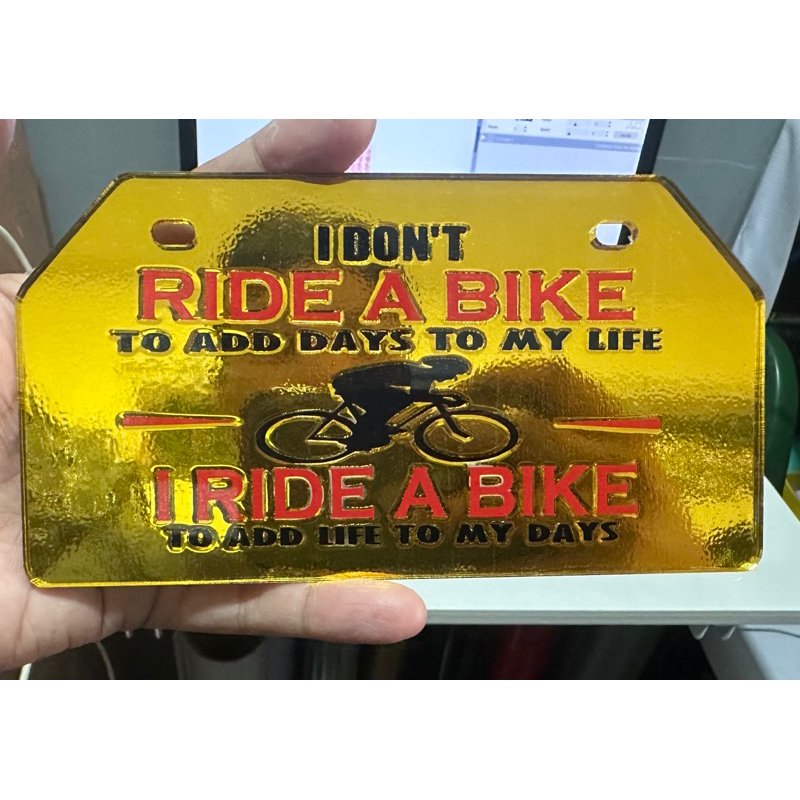 I DON'T
RIDE A BIKE
TO ADD DAYS TO MY LIFE
I RIDE A BIKE
TO ADD LIFE TO MY DAYS